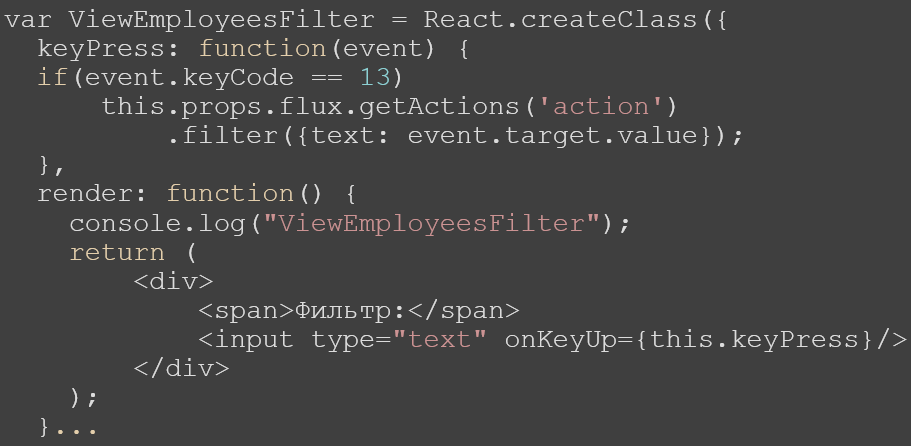 var ViewEmployeesFilter = React.createClass({
  keyPress: function(event) {
  if(event.keyCode == 13)
      this.props.flux.getActions('action')
          .filter({text: event.target.value});
  },
  render: function() {
    console.log("ViewEmployeesFilter");
    return (
        <div>
            <span>Фильтр:</span>
            <input type="text" onKeyUp={this.keyPress}/>
        </div>
    );
  }...